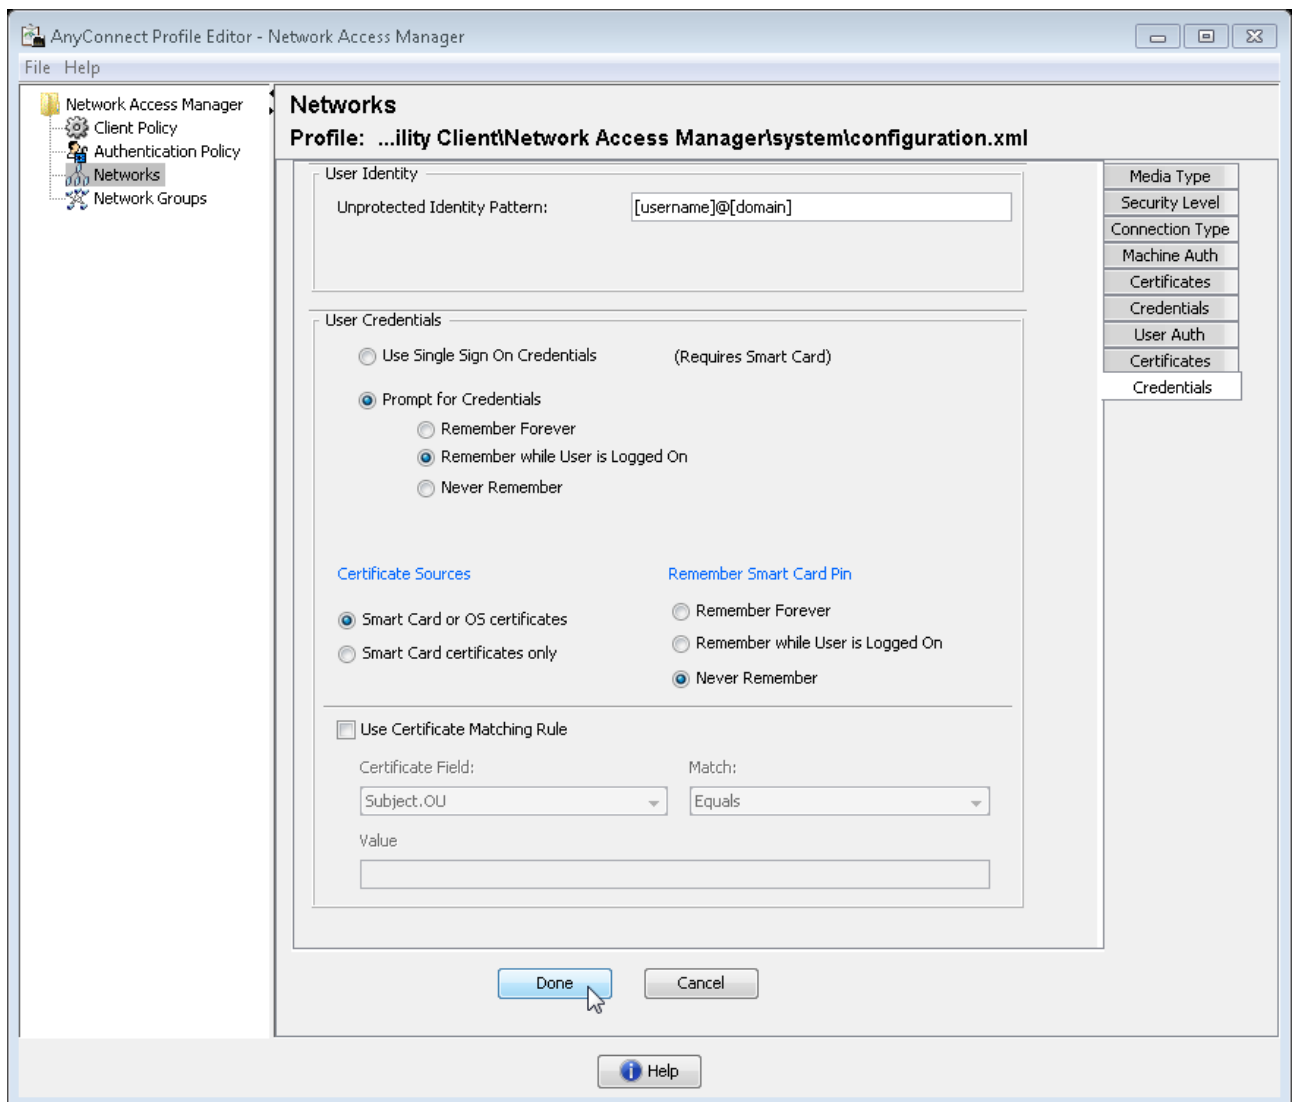 AnyConnect Profile Editor - Network Access Manager
File Help
Network Access Manager
Client Policy
Authentication Policy
Networks
Network Groups
Networks
Profile: ...ility Client\Network Access Manager\system\configuration.xml
User Identity
Unprotected Identity Pattern: [username]@[domain]
User Credentials
Use Single Sign On Credentials (Requires Smart Card)
Prompt for Credentials
Remember Forever
Remember while User is Logged On
Never Remember
Certificate Sources
Smart Card or OS certificates
Smart Card certificates only
Remember Smart Card Pin
Remember Forever
Remember while User is Logged On
Never Remember
Use Certificate Matching Rule
Certificate Field: Match:
Subject.OU Equals
Value
Media Type
Security Level
Connection Type
Machine Auth
Certificates
Credentials
User Auth
Certificates
Credentials
Done Cancel
Help